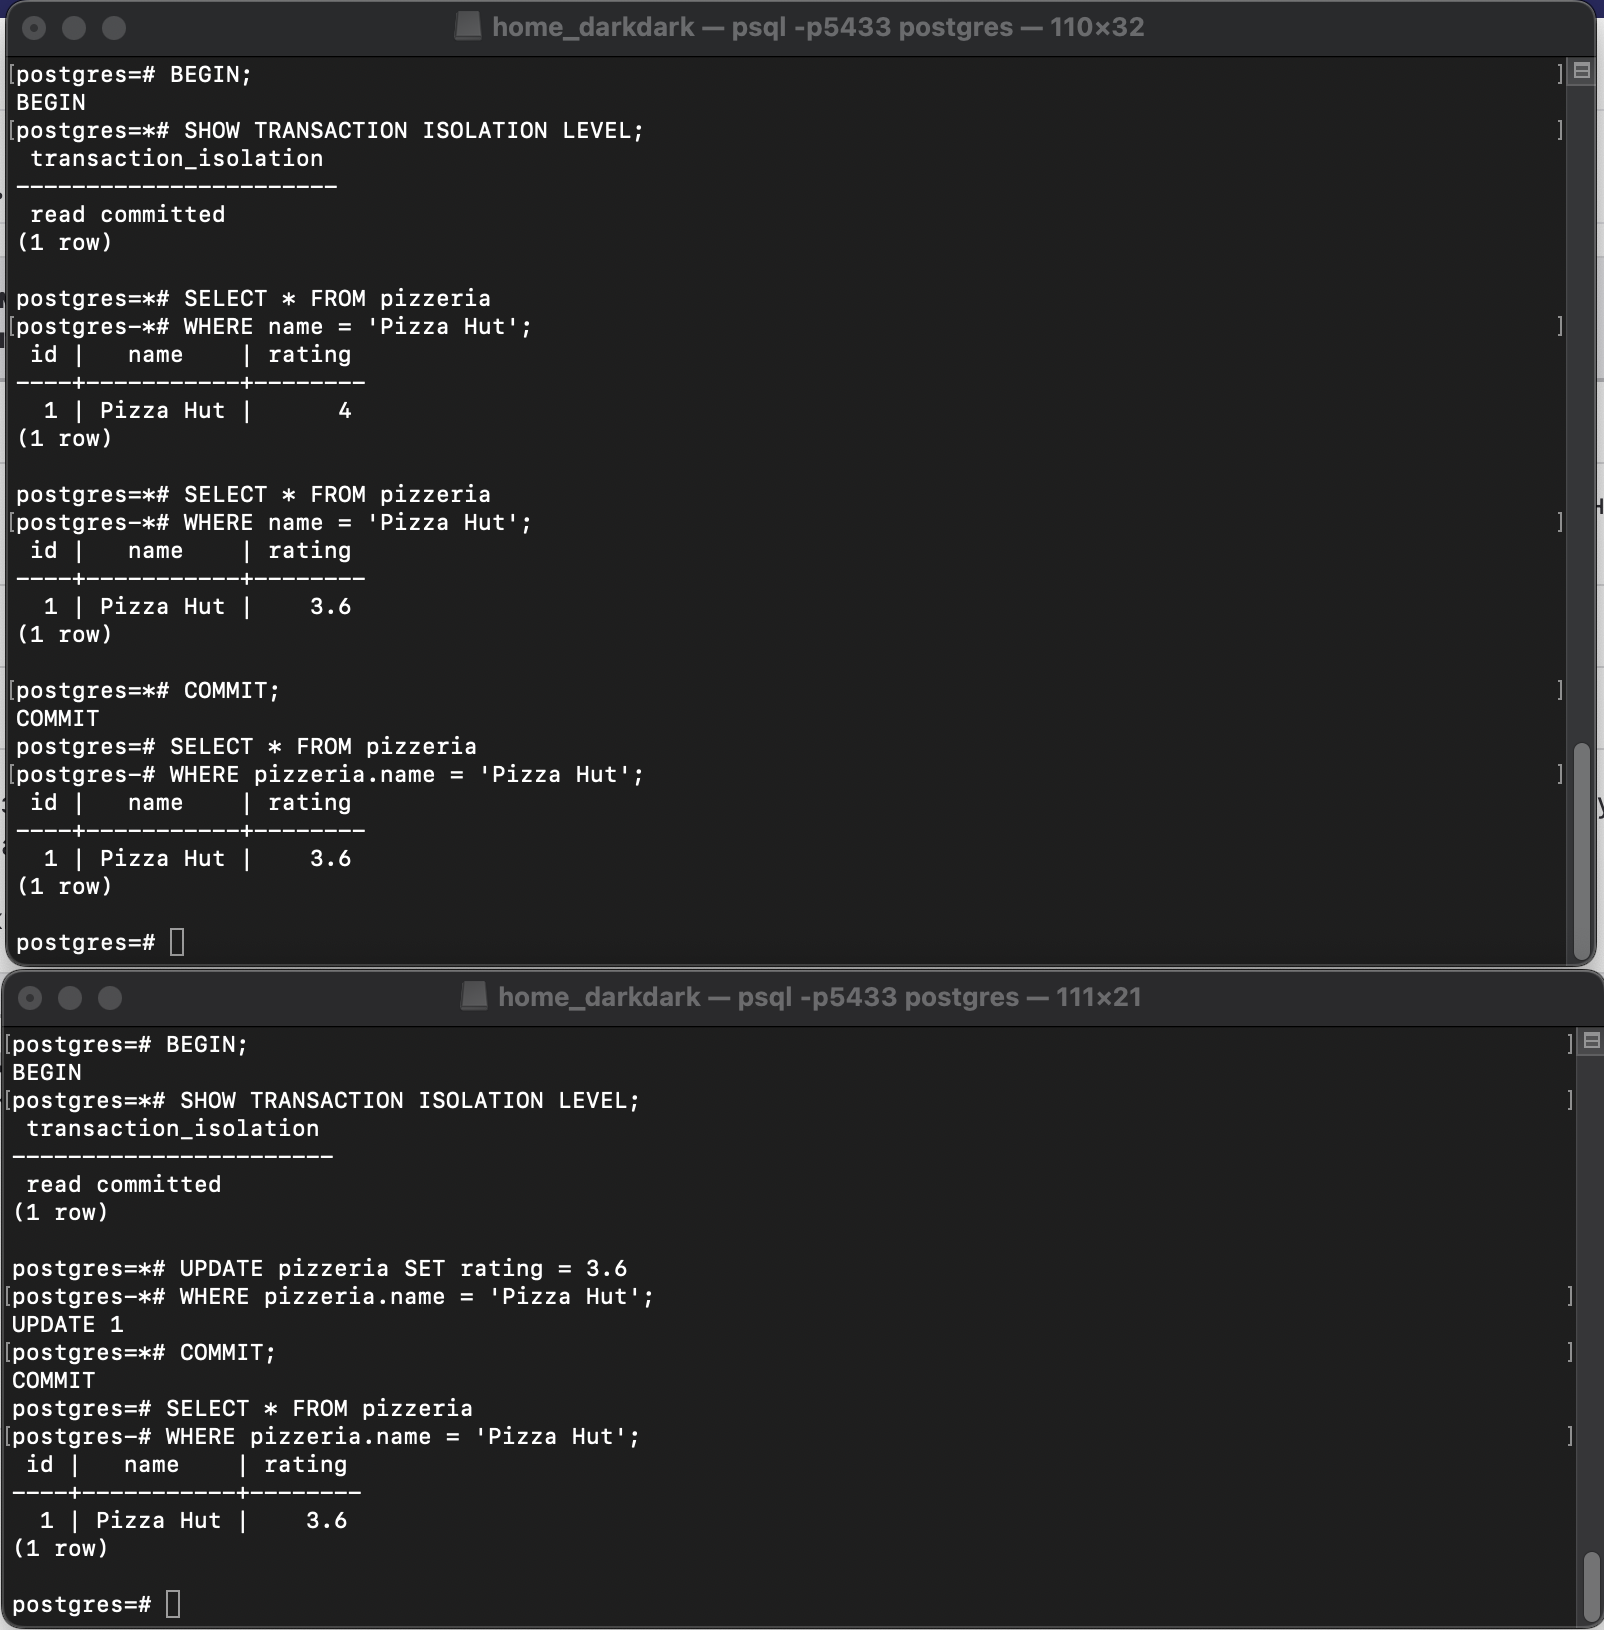 home_darkdark — psql -p5433 postgres — 110×32
postgres=# BEGIN;
BEGIN
postgres=*# SHOW TRANSACTION ISOLATION LEVEL;
 transaction_isolation
-----------------------
 read committed
(1 row)

postgres=*# SELECT * FROM pizzeria
postgres-*# WHERE name = 'Pizza Hut';
 id |   name    | rating
----+-----------+--------
  1 | Pizza Hut |      4
(1 row)

postgres=*# SELECT * FROM pizzeria
postgres-*# WHERE name = 'Pizza Hut';
 id |   name    | rating
----+-----------+--------
  1 | Pizza Hut |    3.6
(1 row)

postgres=*# COMMIT;
COMMIT
postgres=# SELECT * FROM pizzeria
postgres-# WHERE pizzeria.name = 'Pizza Hut';
 id |   name    | rating
----+-----------+--------
  1 | Pizza Hut |    3.6
(1 row)

postgres=#
home_darkdark — psql -p5433 postgres — 111×21
postgres=# BEGIN;
BEGIN
postgres=*# SHOW TRANSACTION ISOLATION LEVEL;
 transaction_isolation
-----------------------
 read committed
(1 row)

postgres=*# UPDATE pizzeria SET rating = 3.6
postgres-*# WHERE pizzeria.name = 'Pizza Hut';
UPDATE 1
postgres=*# COMMIT;
COMMIT
postgres=# SELECT * FROM pizzeria
postgres-# WHERE pizzeria.name = 'Pizza Hut';
 id |   name    | rating
----+-----------+--------
  1 | Pizza Hut |    3.6
(1 row)

postgres=#